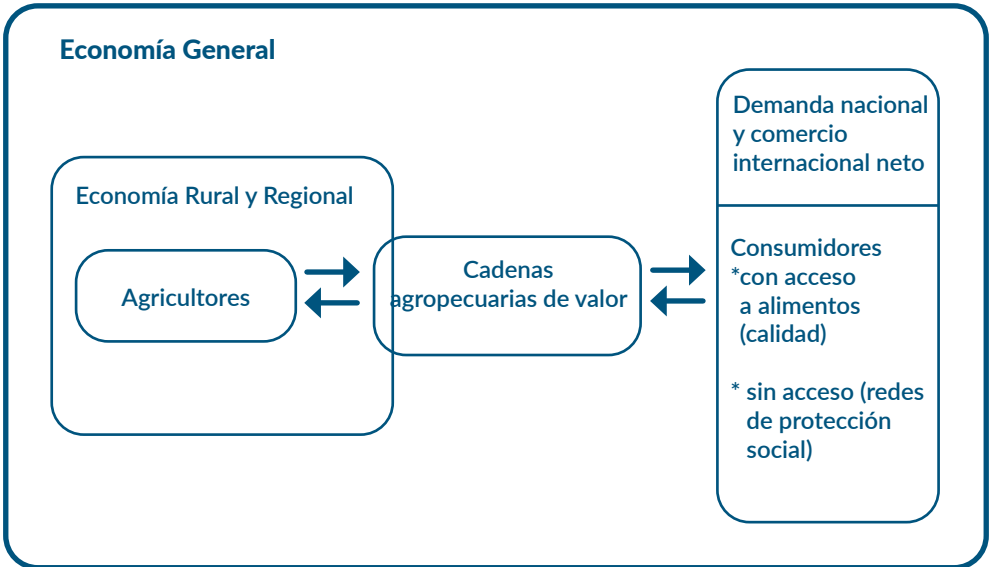 Economía General
Economía Rural y Regional
Agricultores
Cadenas
agropecuarias de valor
Demanda nacional
y comercio
internacional neto
Consumidores
*con acceso
a alimentos
(calidad)
* sin acceso (redes
de protección
social)